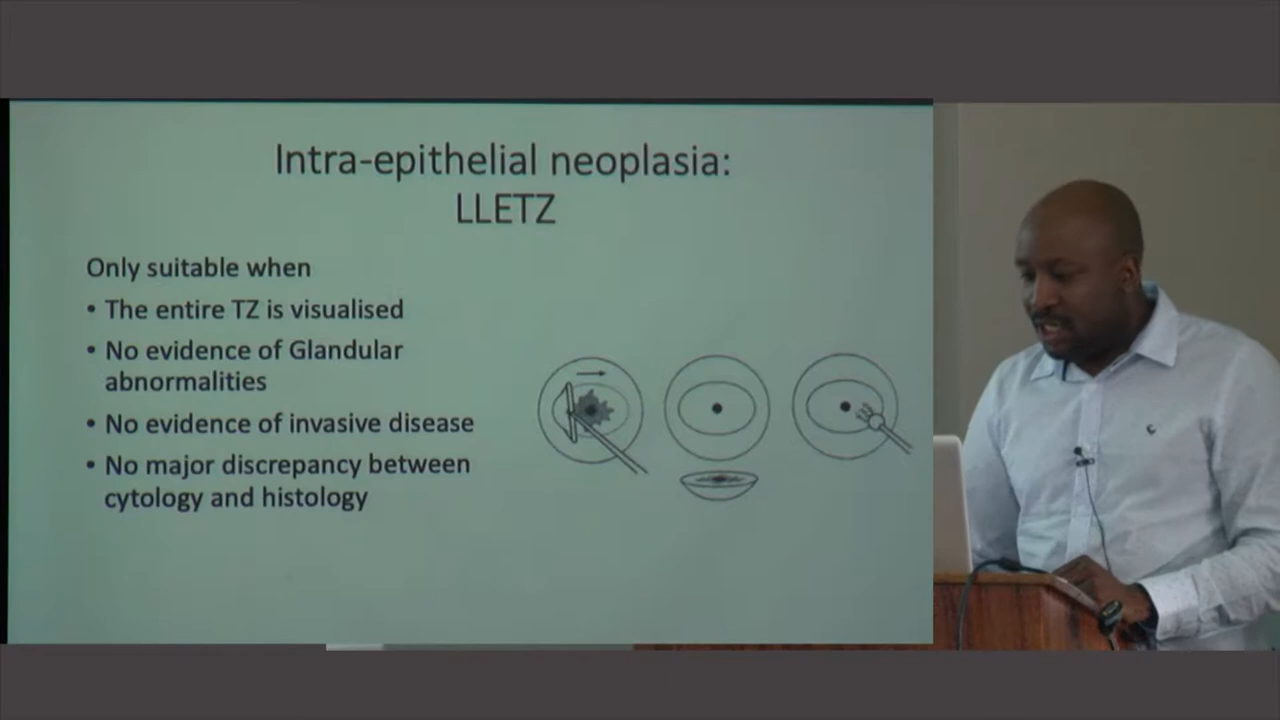 Intra-epithelial neoplasia:
LLETZ
Only suitable when
• The entire TZ is visualised
• No evidence of Glandular
abnormalities
• No evidence of invasive disease
• No major discrepancy between
cytology and histology